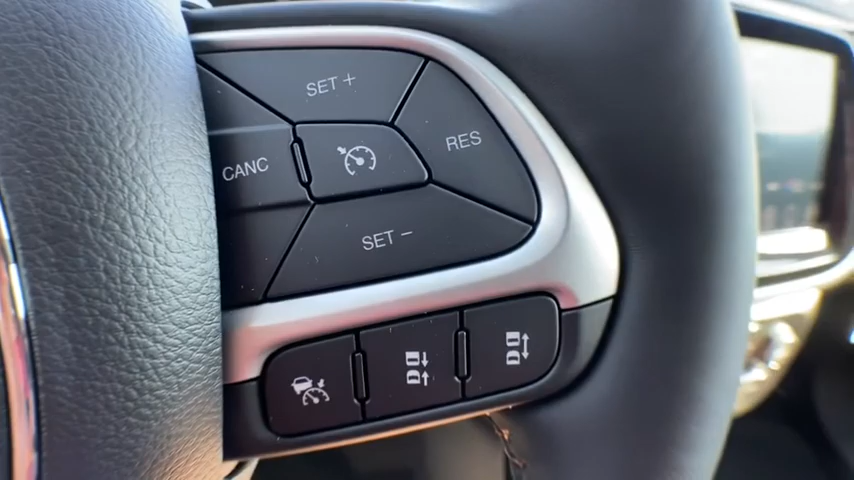 SET +
RES
CANC
SET −